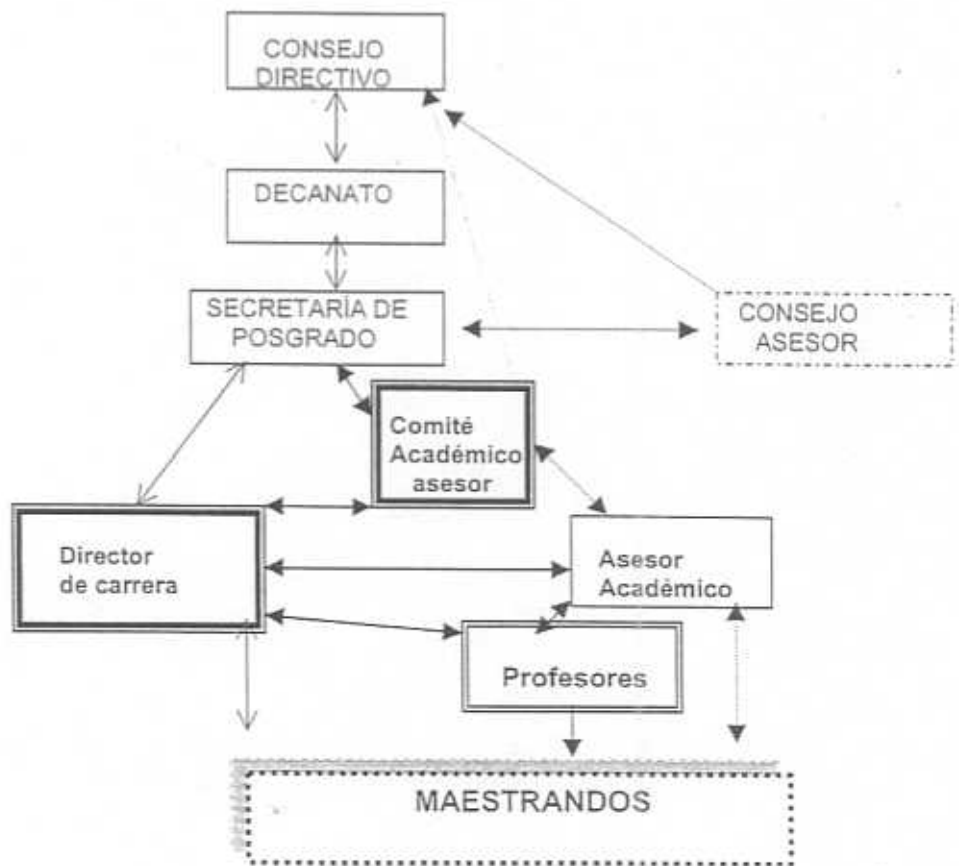 CONSEJO
DIRECTIVO
DECANATO
SECRETARÍA DE
POSGRADO
CONSEJO
ASESOR
Comité
Académico
asesor
Director
de carrera
Asesor
Académico
Profesores
MAESTRANDOS